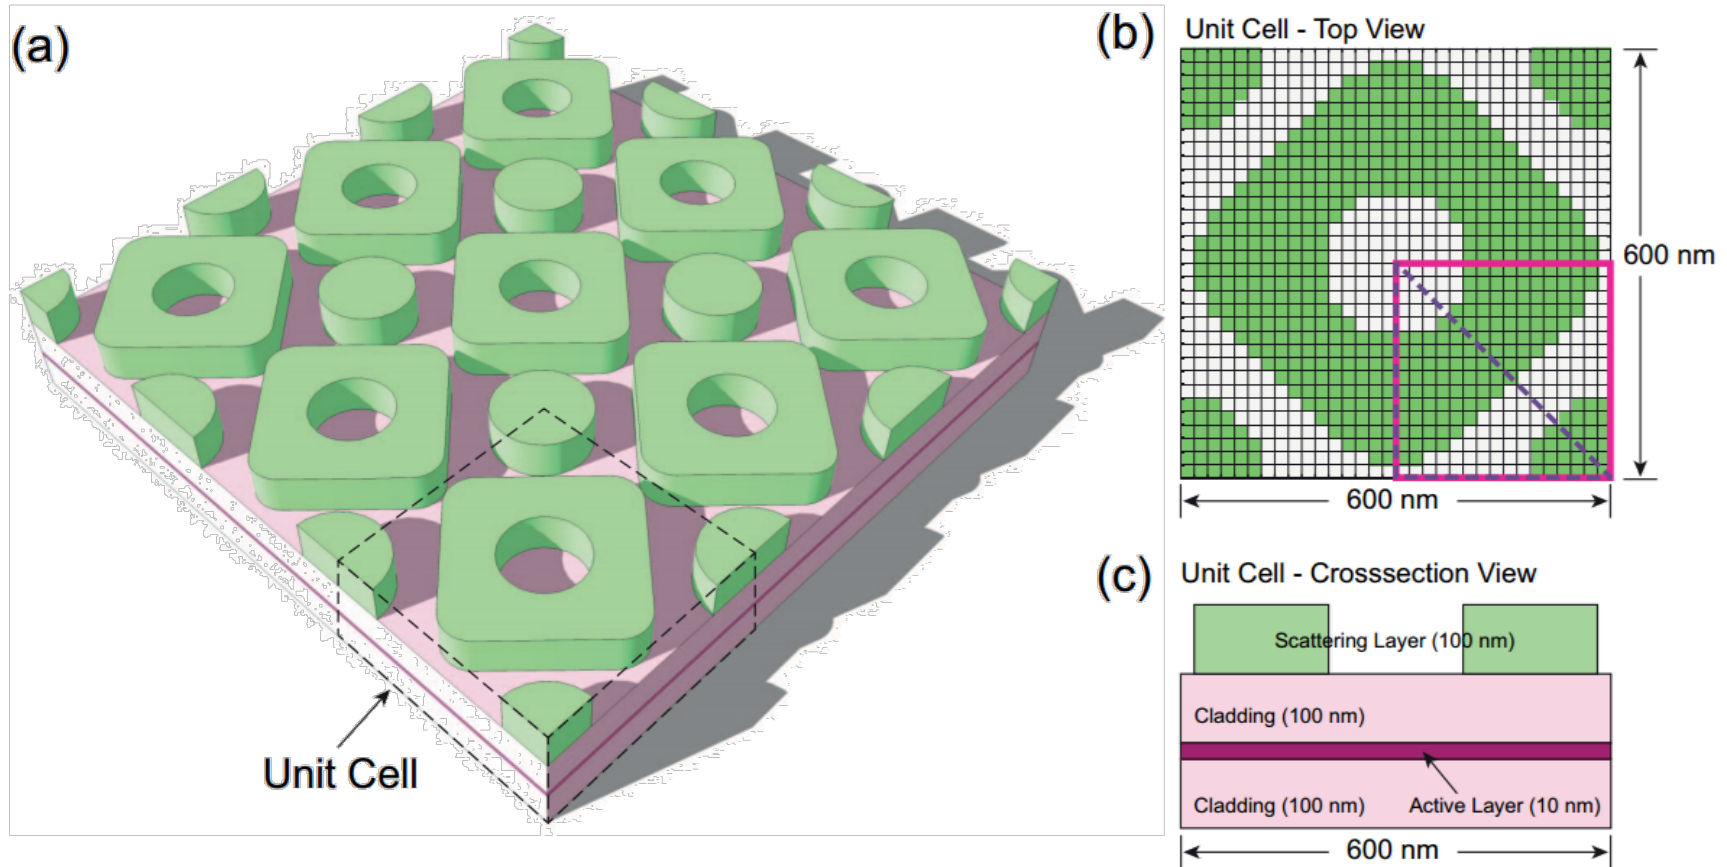 (a)
Unit Cell
(b)
Unit Cell - Top View
600 nm
600 nm
(c)
Unit Cell - Crosssection View
Scattering Layer (100 nm)
Cladding (100 nm)
Cladding (100 nm)
Active Layer (10 nm)
600 nm